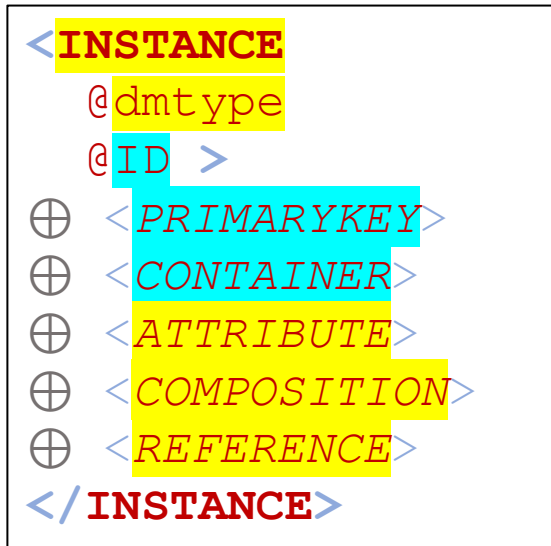 <INSTANCE
@dmtype
@ID >
⊕ <PRIMARYKEY>
⊕ <CONTAINER>
⊕ <ATTRIBUTE>
⊕ <COMPOSITION>
⊕ <REFERENCE>
</INSTANCE>